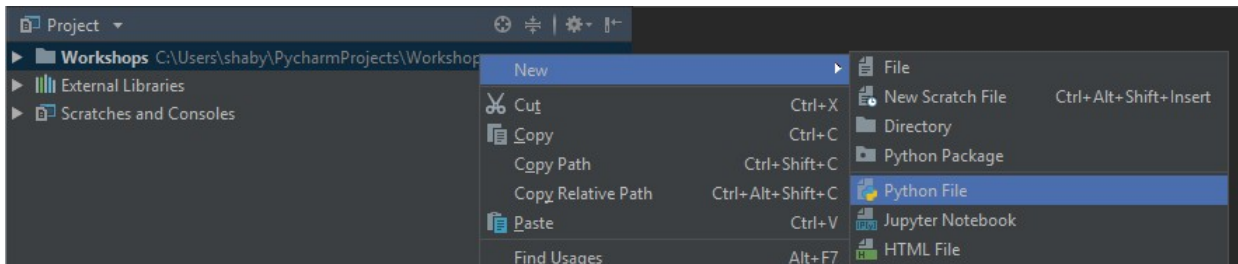 Project
Workshops C:\Users\shaby\PycharmProjects\Workshop
External Libraries
Scratches and Consoles
New
Cut Ctrl+X
Copy Ctrl+C
Copy Path Ctrl+Shift+C
Copy Relative Path Ctrl+Alt+Shift+C
Paste Ctrl+V
Find Usages Alt+F7
File
New Scratch File Ctrl+Alt+Shift+Insert
Directory
Python Package
Python File
Jupyter Notebook
HTML File